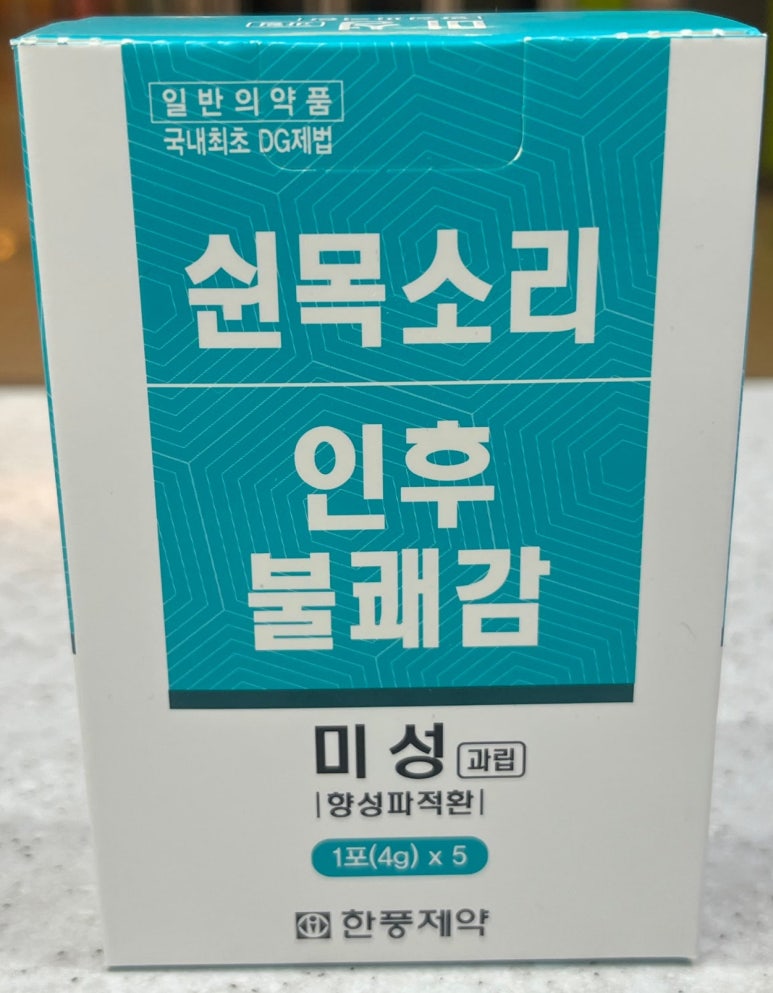 일반의약품
국내최초 DG제법
쉰목소리
인후
불쾌감
미성 과립
|향성파적환|
1포(4g) x 5
한풍제약